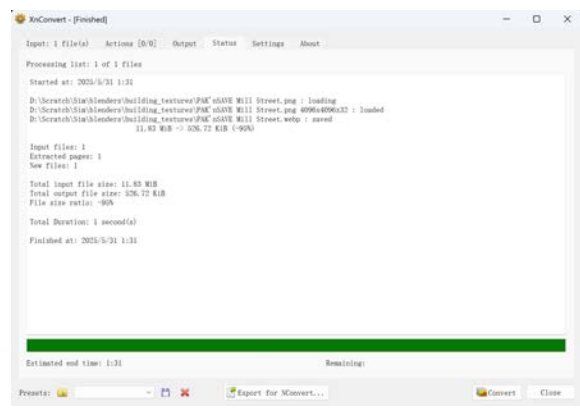 XnConvert - [Finished]
Input: 1 file(s) Actions [0/0] Output Status Settings About
Processing list: 1 of 1 files
Started at: 2025/5/31 1:31
D:\Scratch\Sim\blenders\building_textures\PAK'nSAVE Mill Street.png : loading
D:\Scratch\Sim\blenders\building_textures\PAK'nSAVE Mill Street.png 4096x4096x32 : loaded
D:\Scratch\Sim\blenders\building_textures\PAK'nSAVE Mill Street.webp : saved
11.83 MiB -> 526.72 KiB (-96%)
Input files: 1
Extracted pages: 1
New files: 1
Total input file size: 11.83 MiB
Total output file size: 526.72 KiB
File size ratio: -96%
Total Duration: 1 second(s)
Finished at: 2025/5/31 1:31
Estimated end time: 1:31 Remaining:
Presets: Export for NConvert... Convert Close